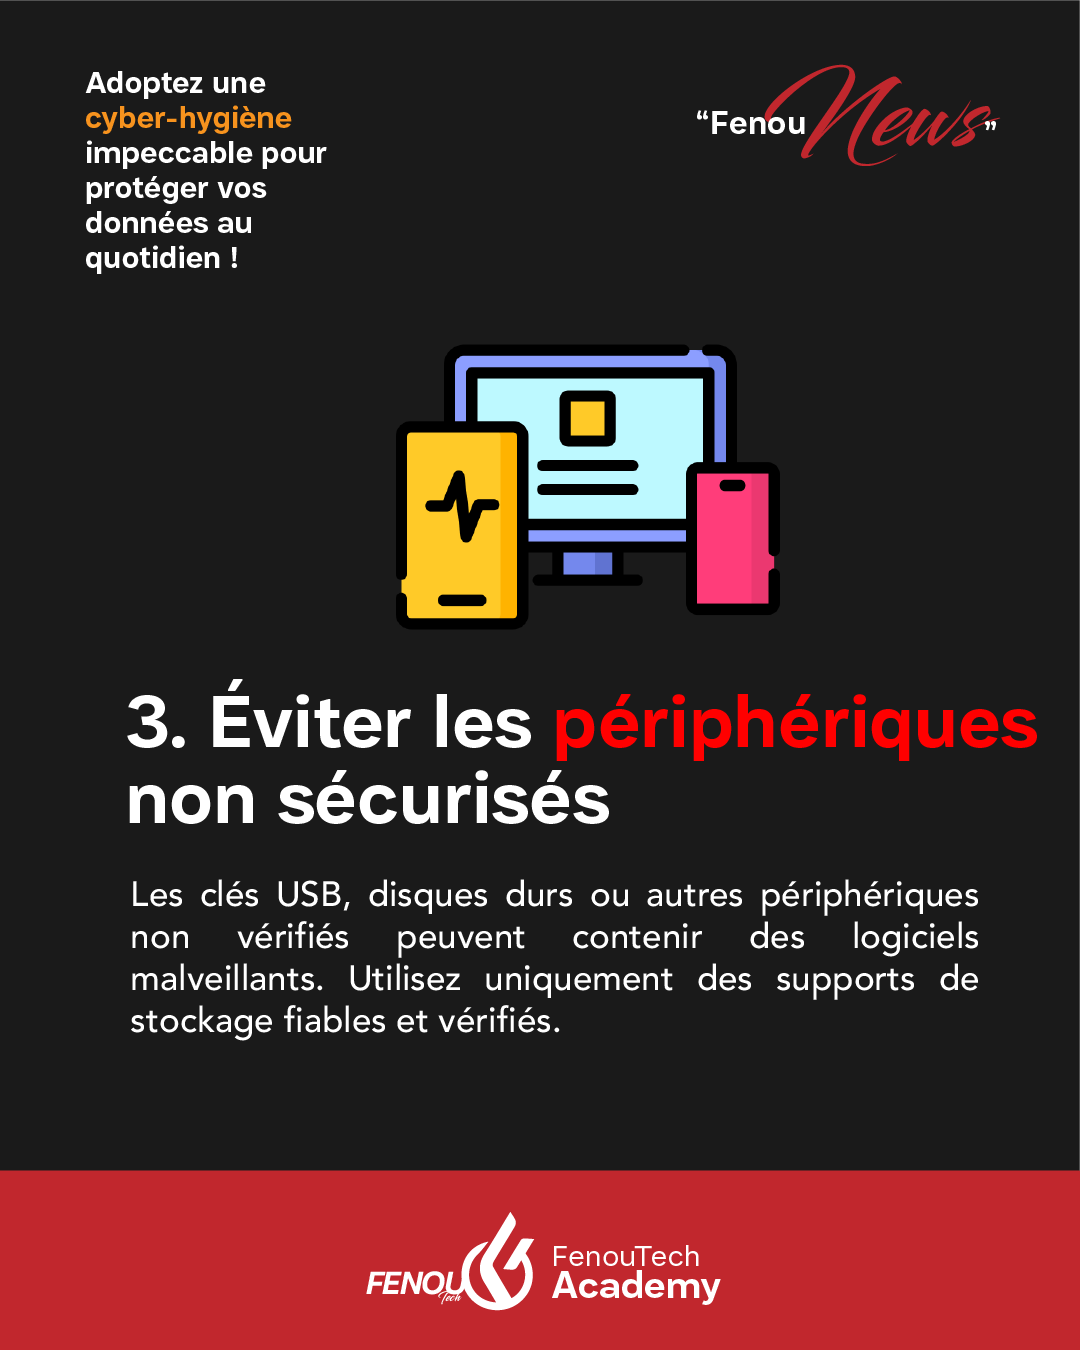 Adoptez une
cyber-hygiène
impeccable pour
protéger vos
données au
quotidien !
“Fenou News”
3. Éviter les périphériques
non sécurisés
Les clés USB, disques durs ou autres périphériques
non vérifiés peuvent contenir des logiciels
malveillants. Utilisez uniquement des supports de
stockage fiables et vérifiés.
FENOU
Tech
FenouTech
Academy